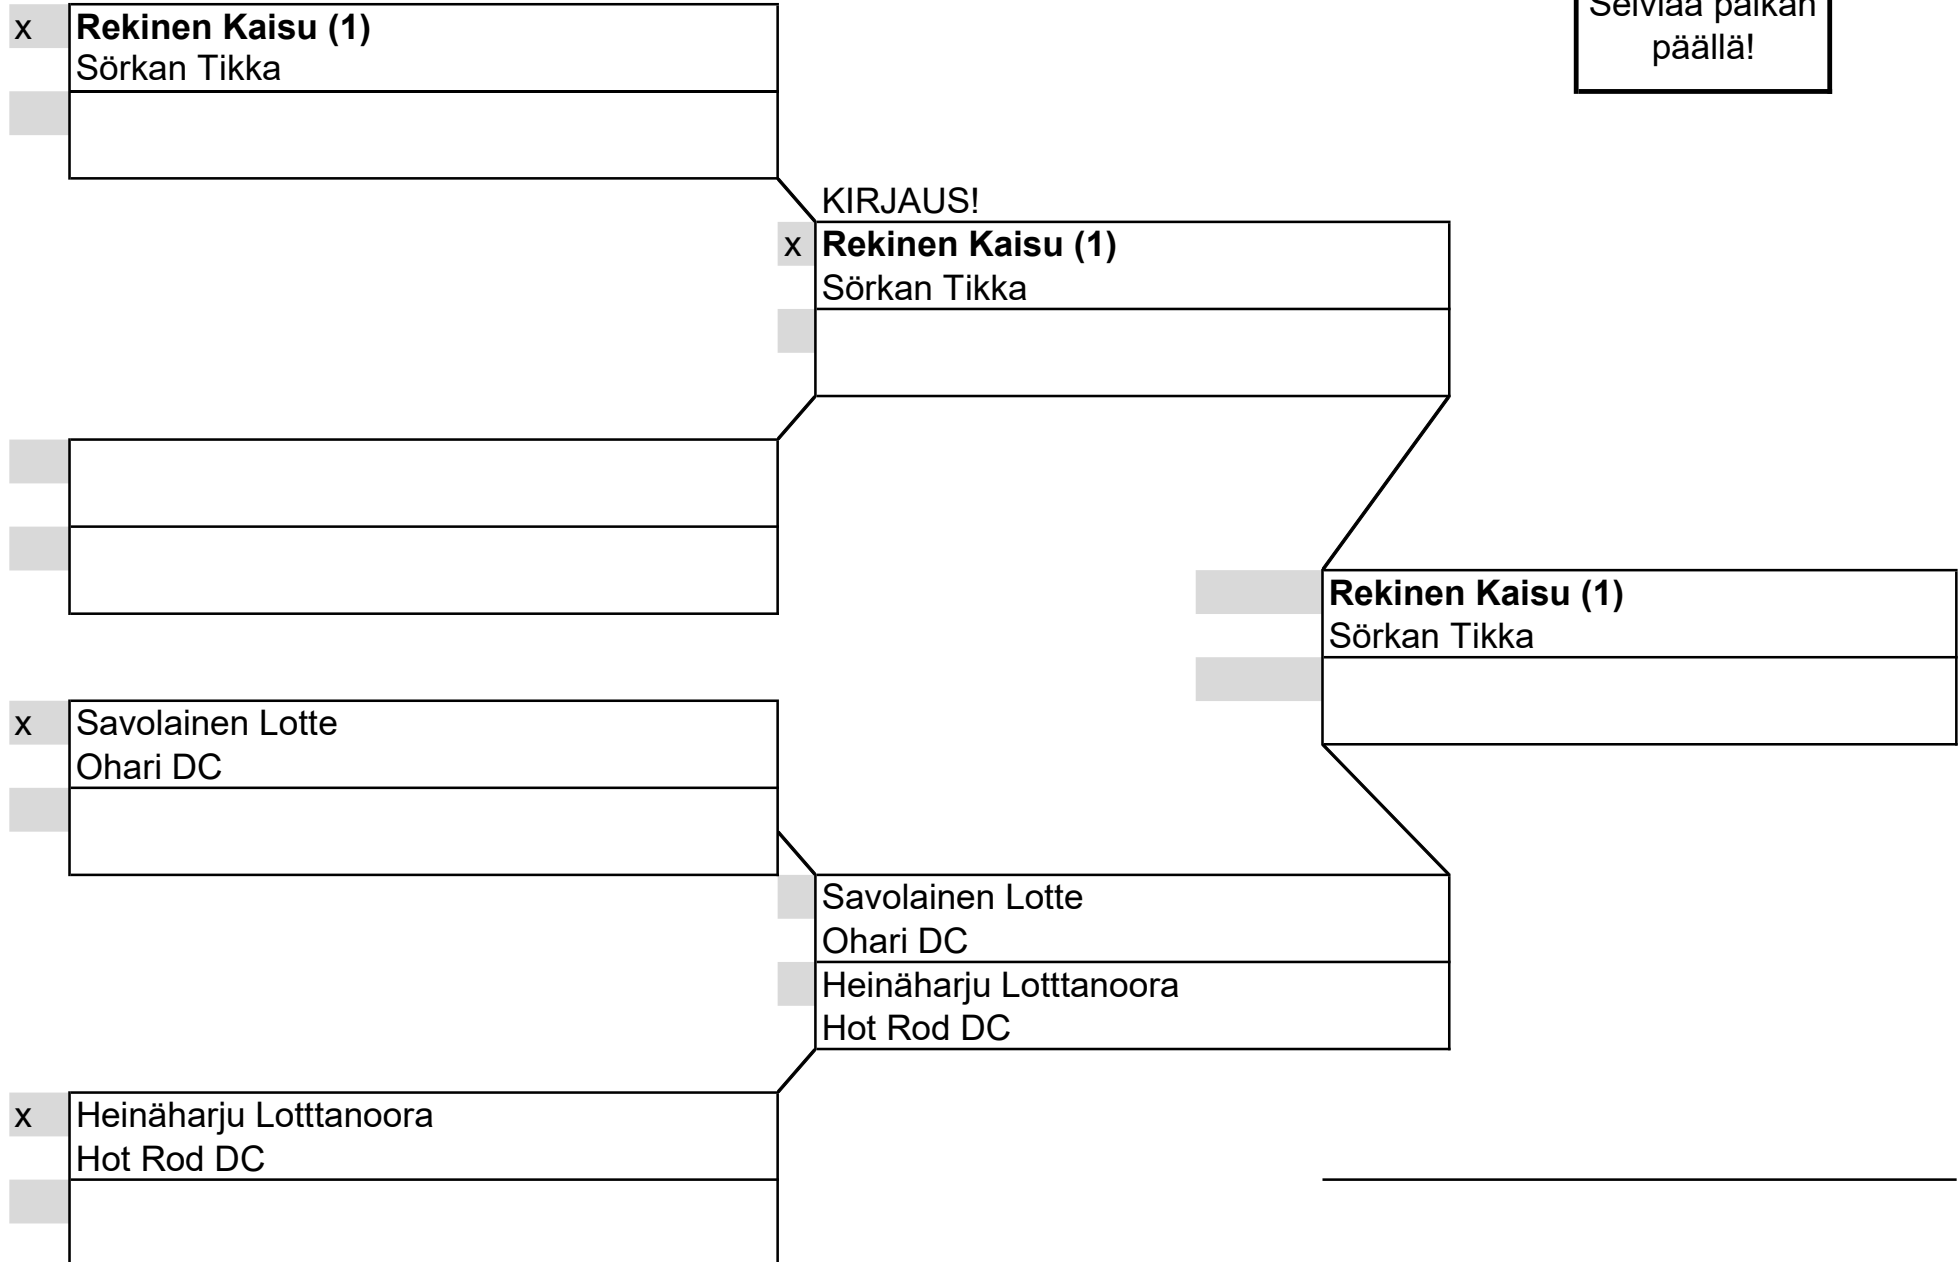 x Rekinen Kaisu (1)
Sörkan Tikka
Selviää paikan
päällä!
KIRJAUS!
x Rekinen Kaisu (1)
Sörkan Tikka
Rekinen Kaisu (1)
Sörkan Tikka
x Savolainen Lotte
Ohari DC
Savolainen Lotte
Ohari DC
Heinäharju Lotttanoora
Hot Rod DC
x Heinäharju Lotttanoora
Hot Rod DC